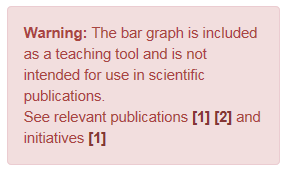 Warning: The bar graph is included
as a teaching tool and is not
intended for use in scientific
publications.
See relevant publications [1] [2] and
initiatives [1]